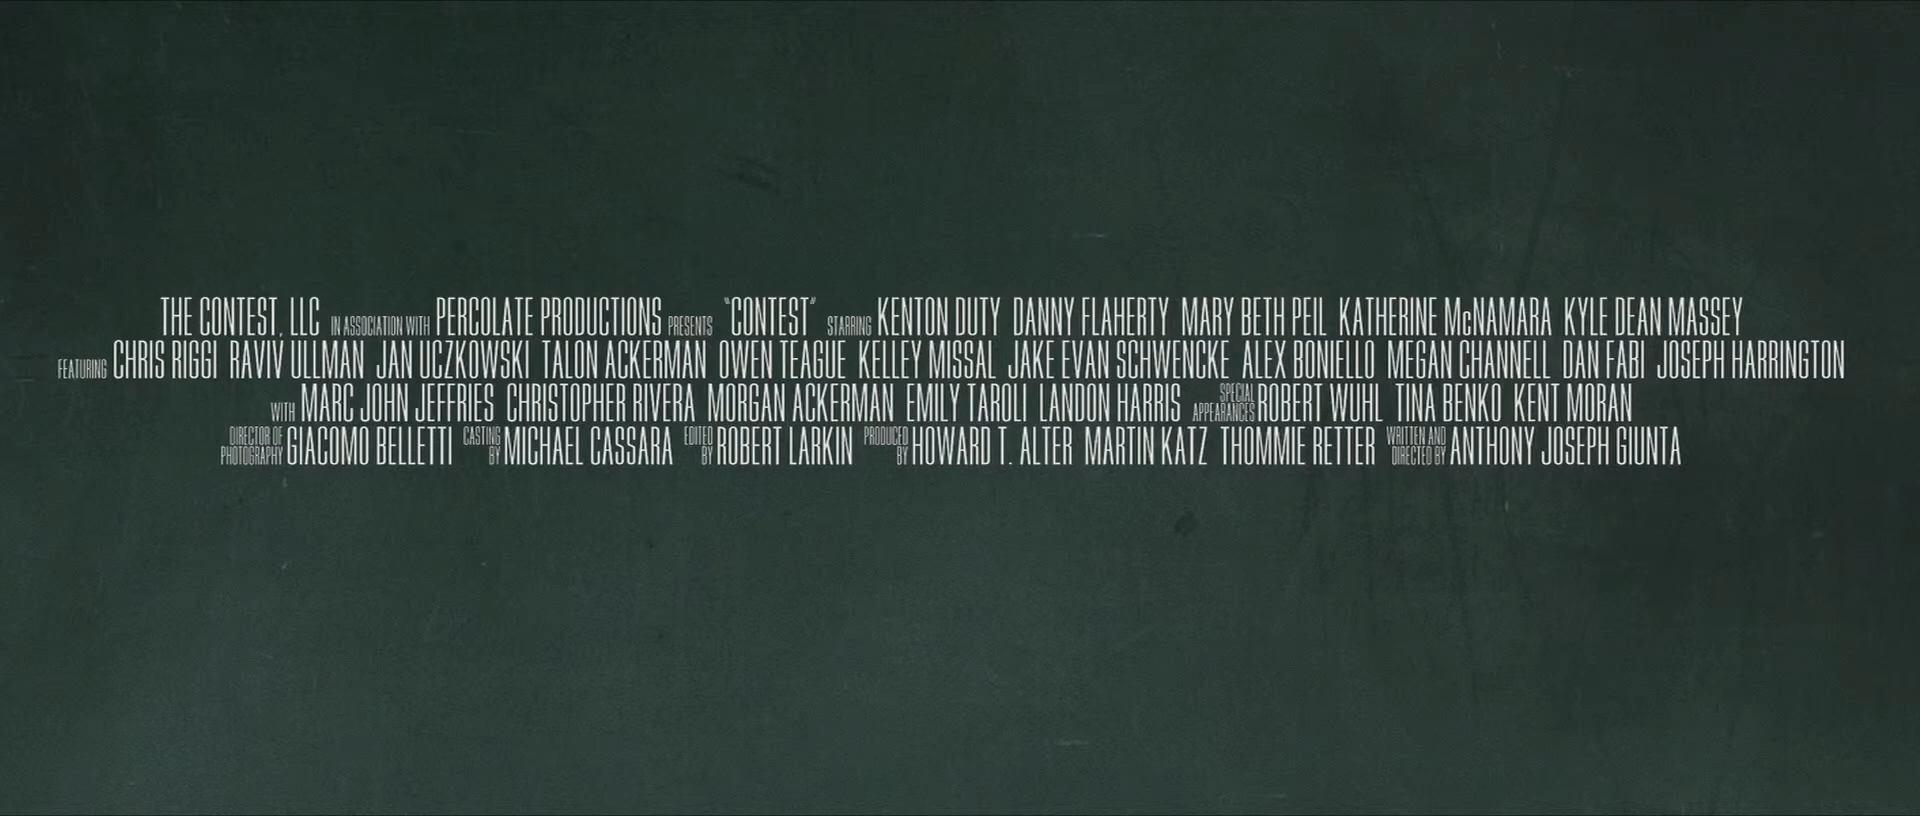 THE CONTEST, LLC IN ASSOCIATION WITH PERCOLATE PRODUCTIONS PRESENTS "CONTEST" STARRING KENTON DUTY DANNY FLAHERTY MARY BETH PEIL KATHERINE McNAMARA KYLE DEAN MASSEY
FEATURING CHRIS RIGGI RAVIV ULLMAN JAN UCZKOWSKI TALON ACKERMAN OWEN TEAGUE KELLEY MISSAL JAKE EVAN SCHWENCKE ALEX BONIELLO MEGAN CHANNELL DAN FABI JOSEPH HARRINGTON
WITH MARC JOHN JEFFRIES CHRISTOPHER RIVERA MORGAN ACKERMAN EMILY TAROLI LANDON HARRIS SPECIAL APPEARANCES ROBERT WUHL TINA BENKO KENT MORAN
DIRECTOR OF PHOTOGRAPHY GIACOMO BELLETTI CASTING BY MICHAEL CASSARA EDITED BY ROBERT LARKIN PRODUCED BY HOWARD T. ALTER MARTIN KATZ THOMMIE RETTER WRITTEN AND DIRECTED BY ANTHONY JOSEPH GIUNTA